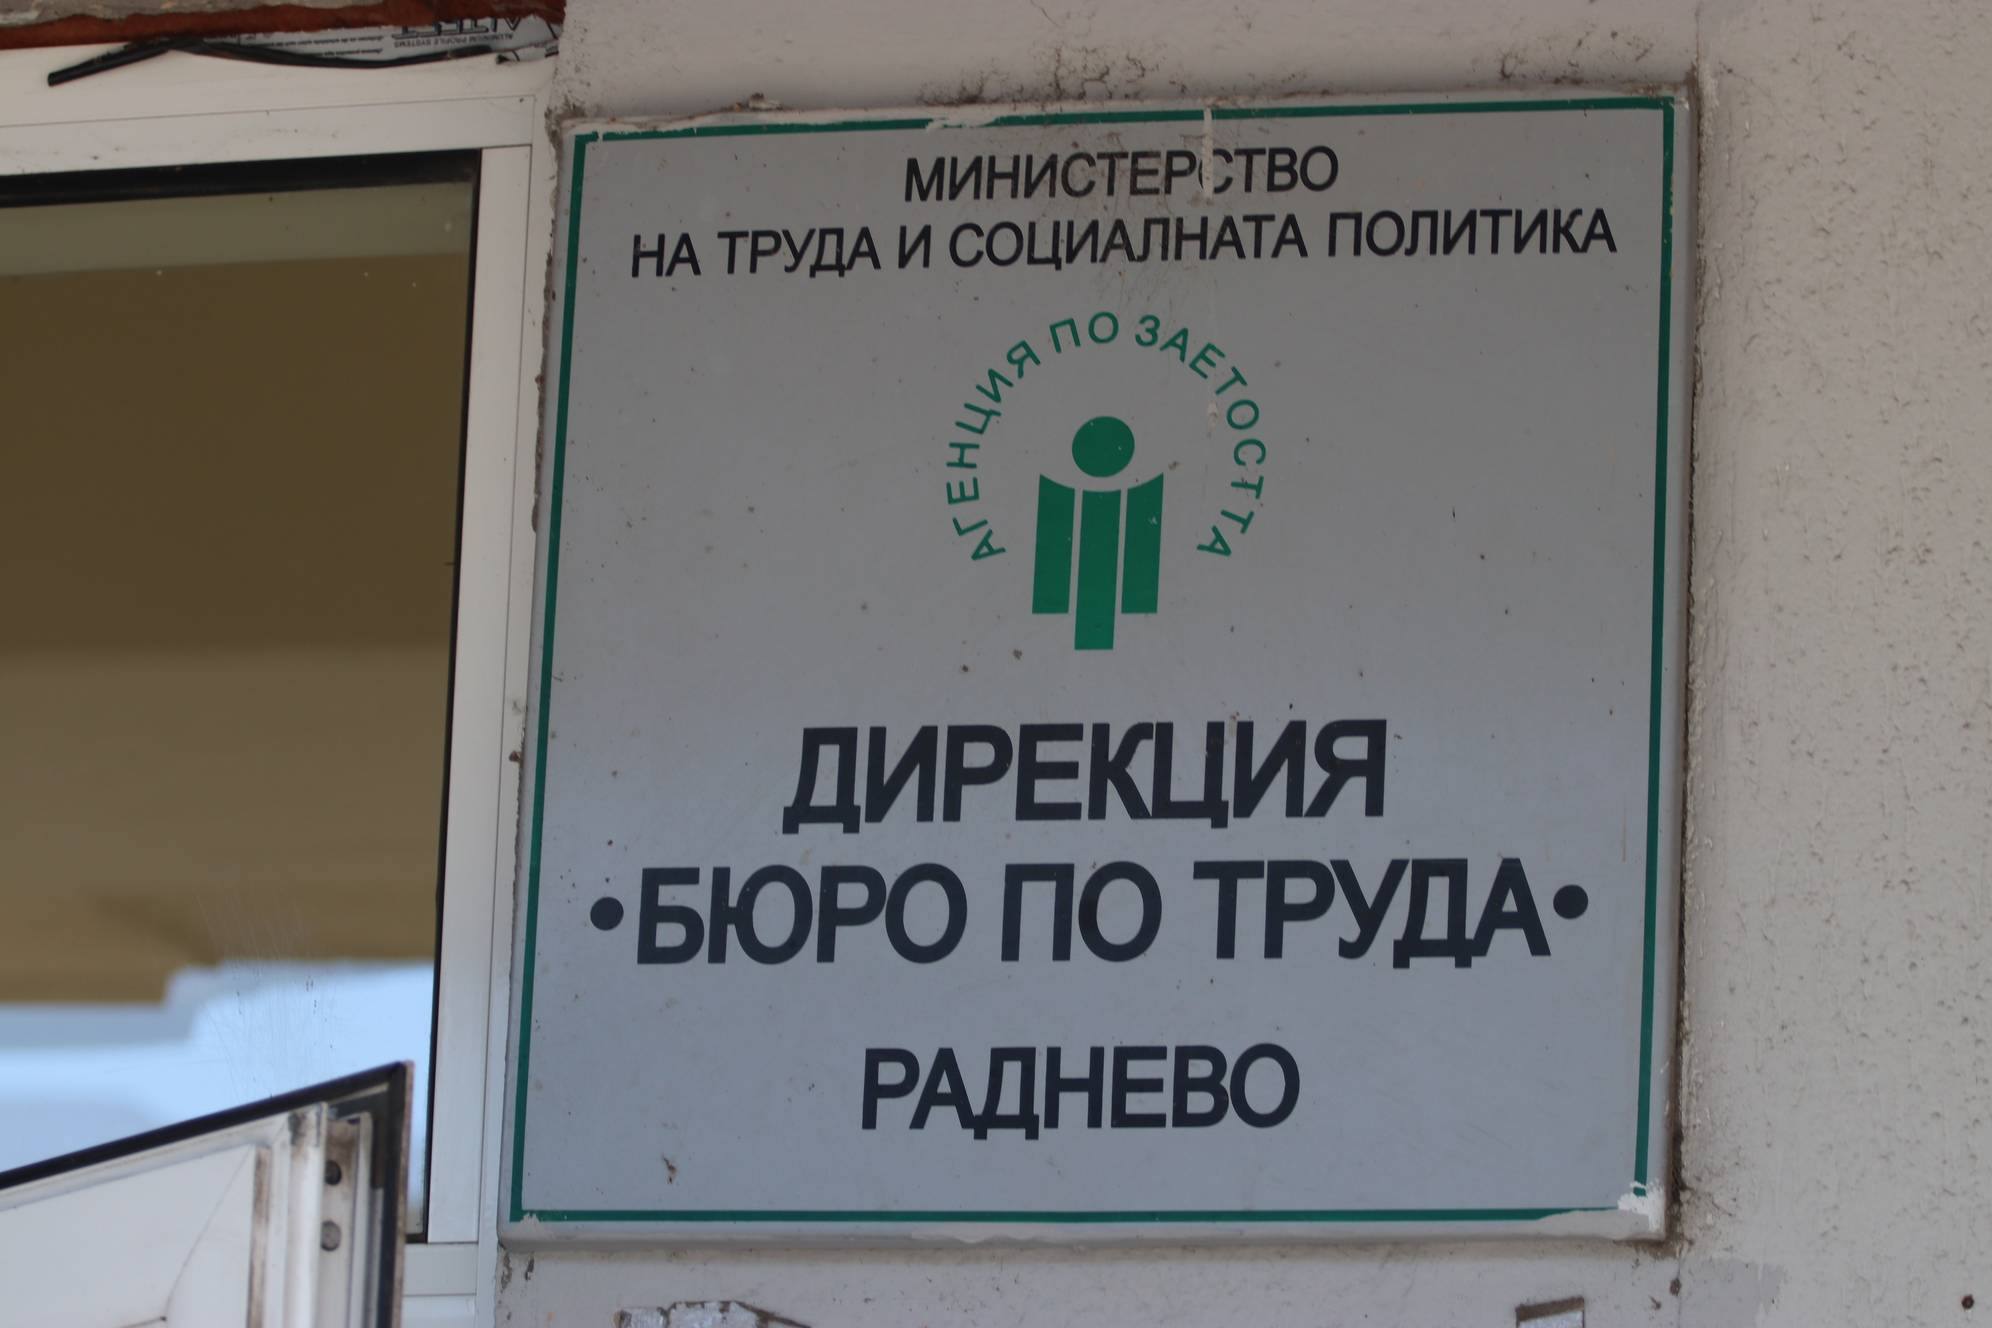 МИНИСТЕРСТВО
НА ТРУДА И СОЦИАЛНАТА ПОЛИТИКА
АГЕНЦИЯ ПО ЗАЕТОСТТА
ДИРЕКЦИЯ
•БЮРО ПО ТРУДА•
РАДНЕВО